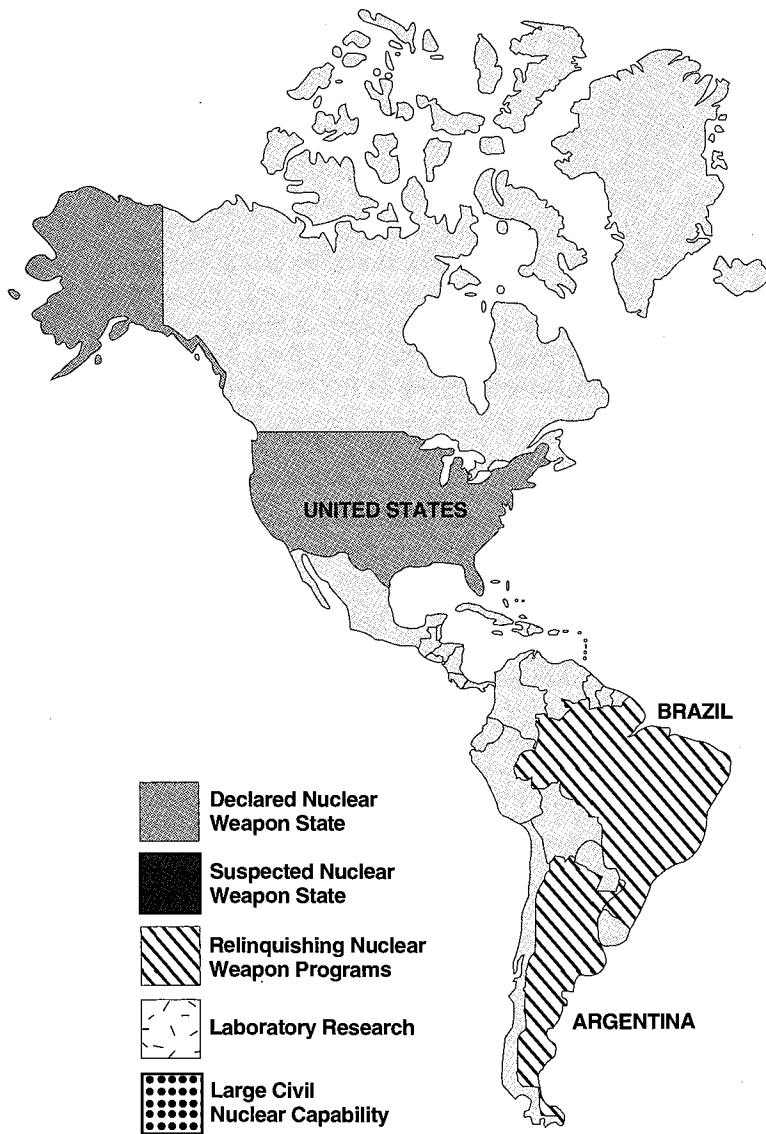 UNITED STATES
BRAZIL
Declared Nuclear
Weapon State
Suspected Nuclear
Weapon State
Relinquishing Nuclear
Weapon Programs
Laboratory Research
ARGENTINA
Large Civil
Nuclear Capability